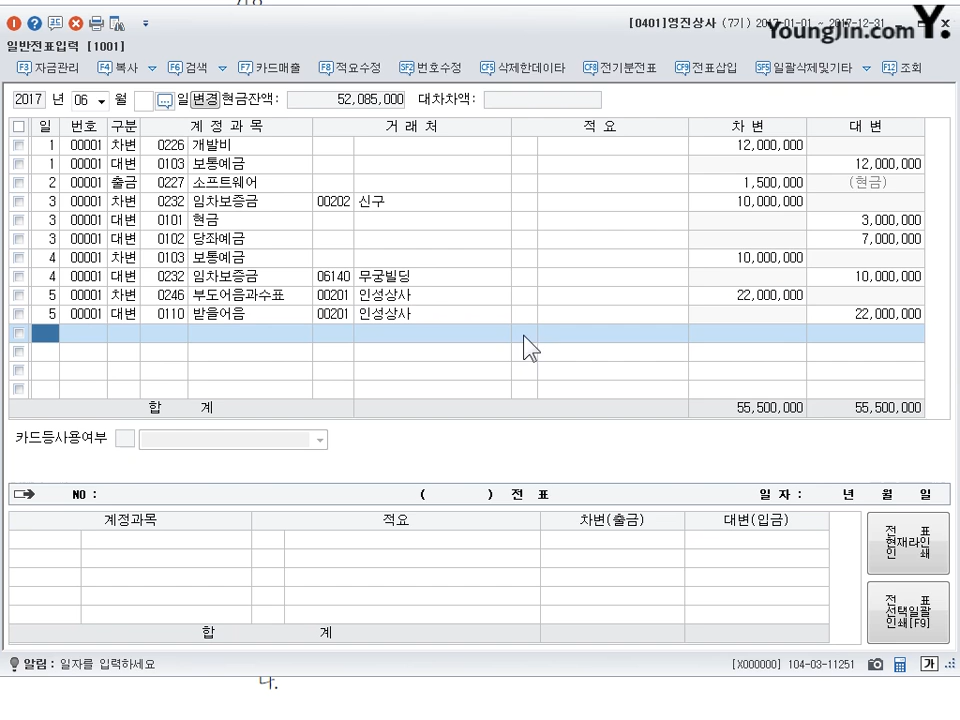 [0401]영진상사 (7기) 2017-01-01 ~ 2017-12-31
YoungJin.com Y.
일반전표입력 [1001]
F3 자금관리 F4 복사 F6 검색 F7 카드매출 F8 적요수정 SF2 번호수정 CF5 삭제한데이타 CF8 전기분전표 CF9 전표삽입 SF5 일괄삭제및기타 F12 조회
2017 년 06 월 일 변경 현금잔액: 52,085,000 대차차액:
일 번호 구분 계 정 과 목 거 래 처 적 요 차 변 대 변
1 00001 차변 0226 개발비 12,000,000
1 00001 대변 0103 보통예금 12,000,000
2 00001 출금 0227 소프트웨어 1,500,000 (현금)
3 00001 차변 0232 임차보증금 00202 신구 10,000,000
3 00001 대변 0101 현금 3,000,000
3 00001 대변 0102 당좌예금 7,000,000
4 00001 차변 0103 보통예금 10,000,000
4 00001 대변 0232 임차보증금 06140 무궁빌딩 10,000,000
5 00001 차변 0246 부도어음과수표 00201 인성상사 22,000,000
5 00001 대변 0110 받을어음 00201 인성상사 22,000,000
합 계 55,500,000 55,500,000
카드등사용여부
NO : ( ) 전 표 일 자 : 년 월 일
계정과목 적요 차변(출금) 대변(입금)
전 표
현재라인
인 쇄
전 표
선택일괄
인쇄[F9]
합 계
알림 : 일자를 입력하세요 [X000000] 104-03-11251 가
나.